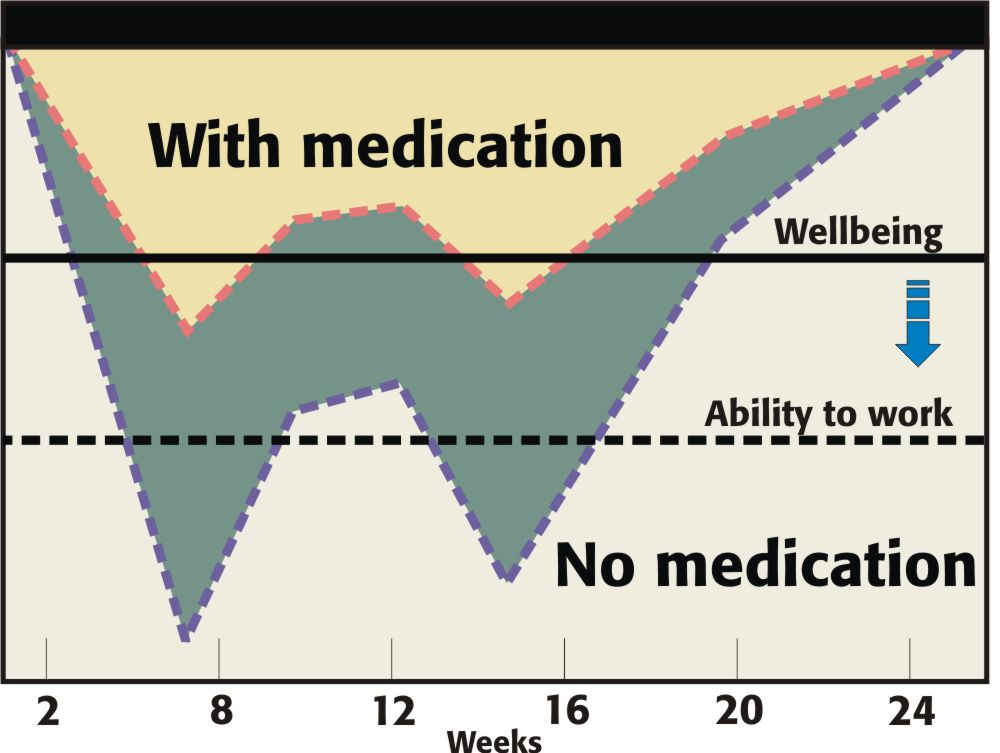 With medication
Wellbeing
Ability to work
No medication
2 8 12 16 20 24
Weeks